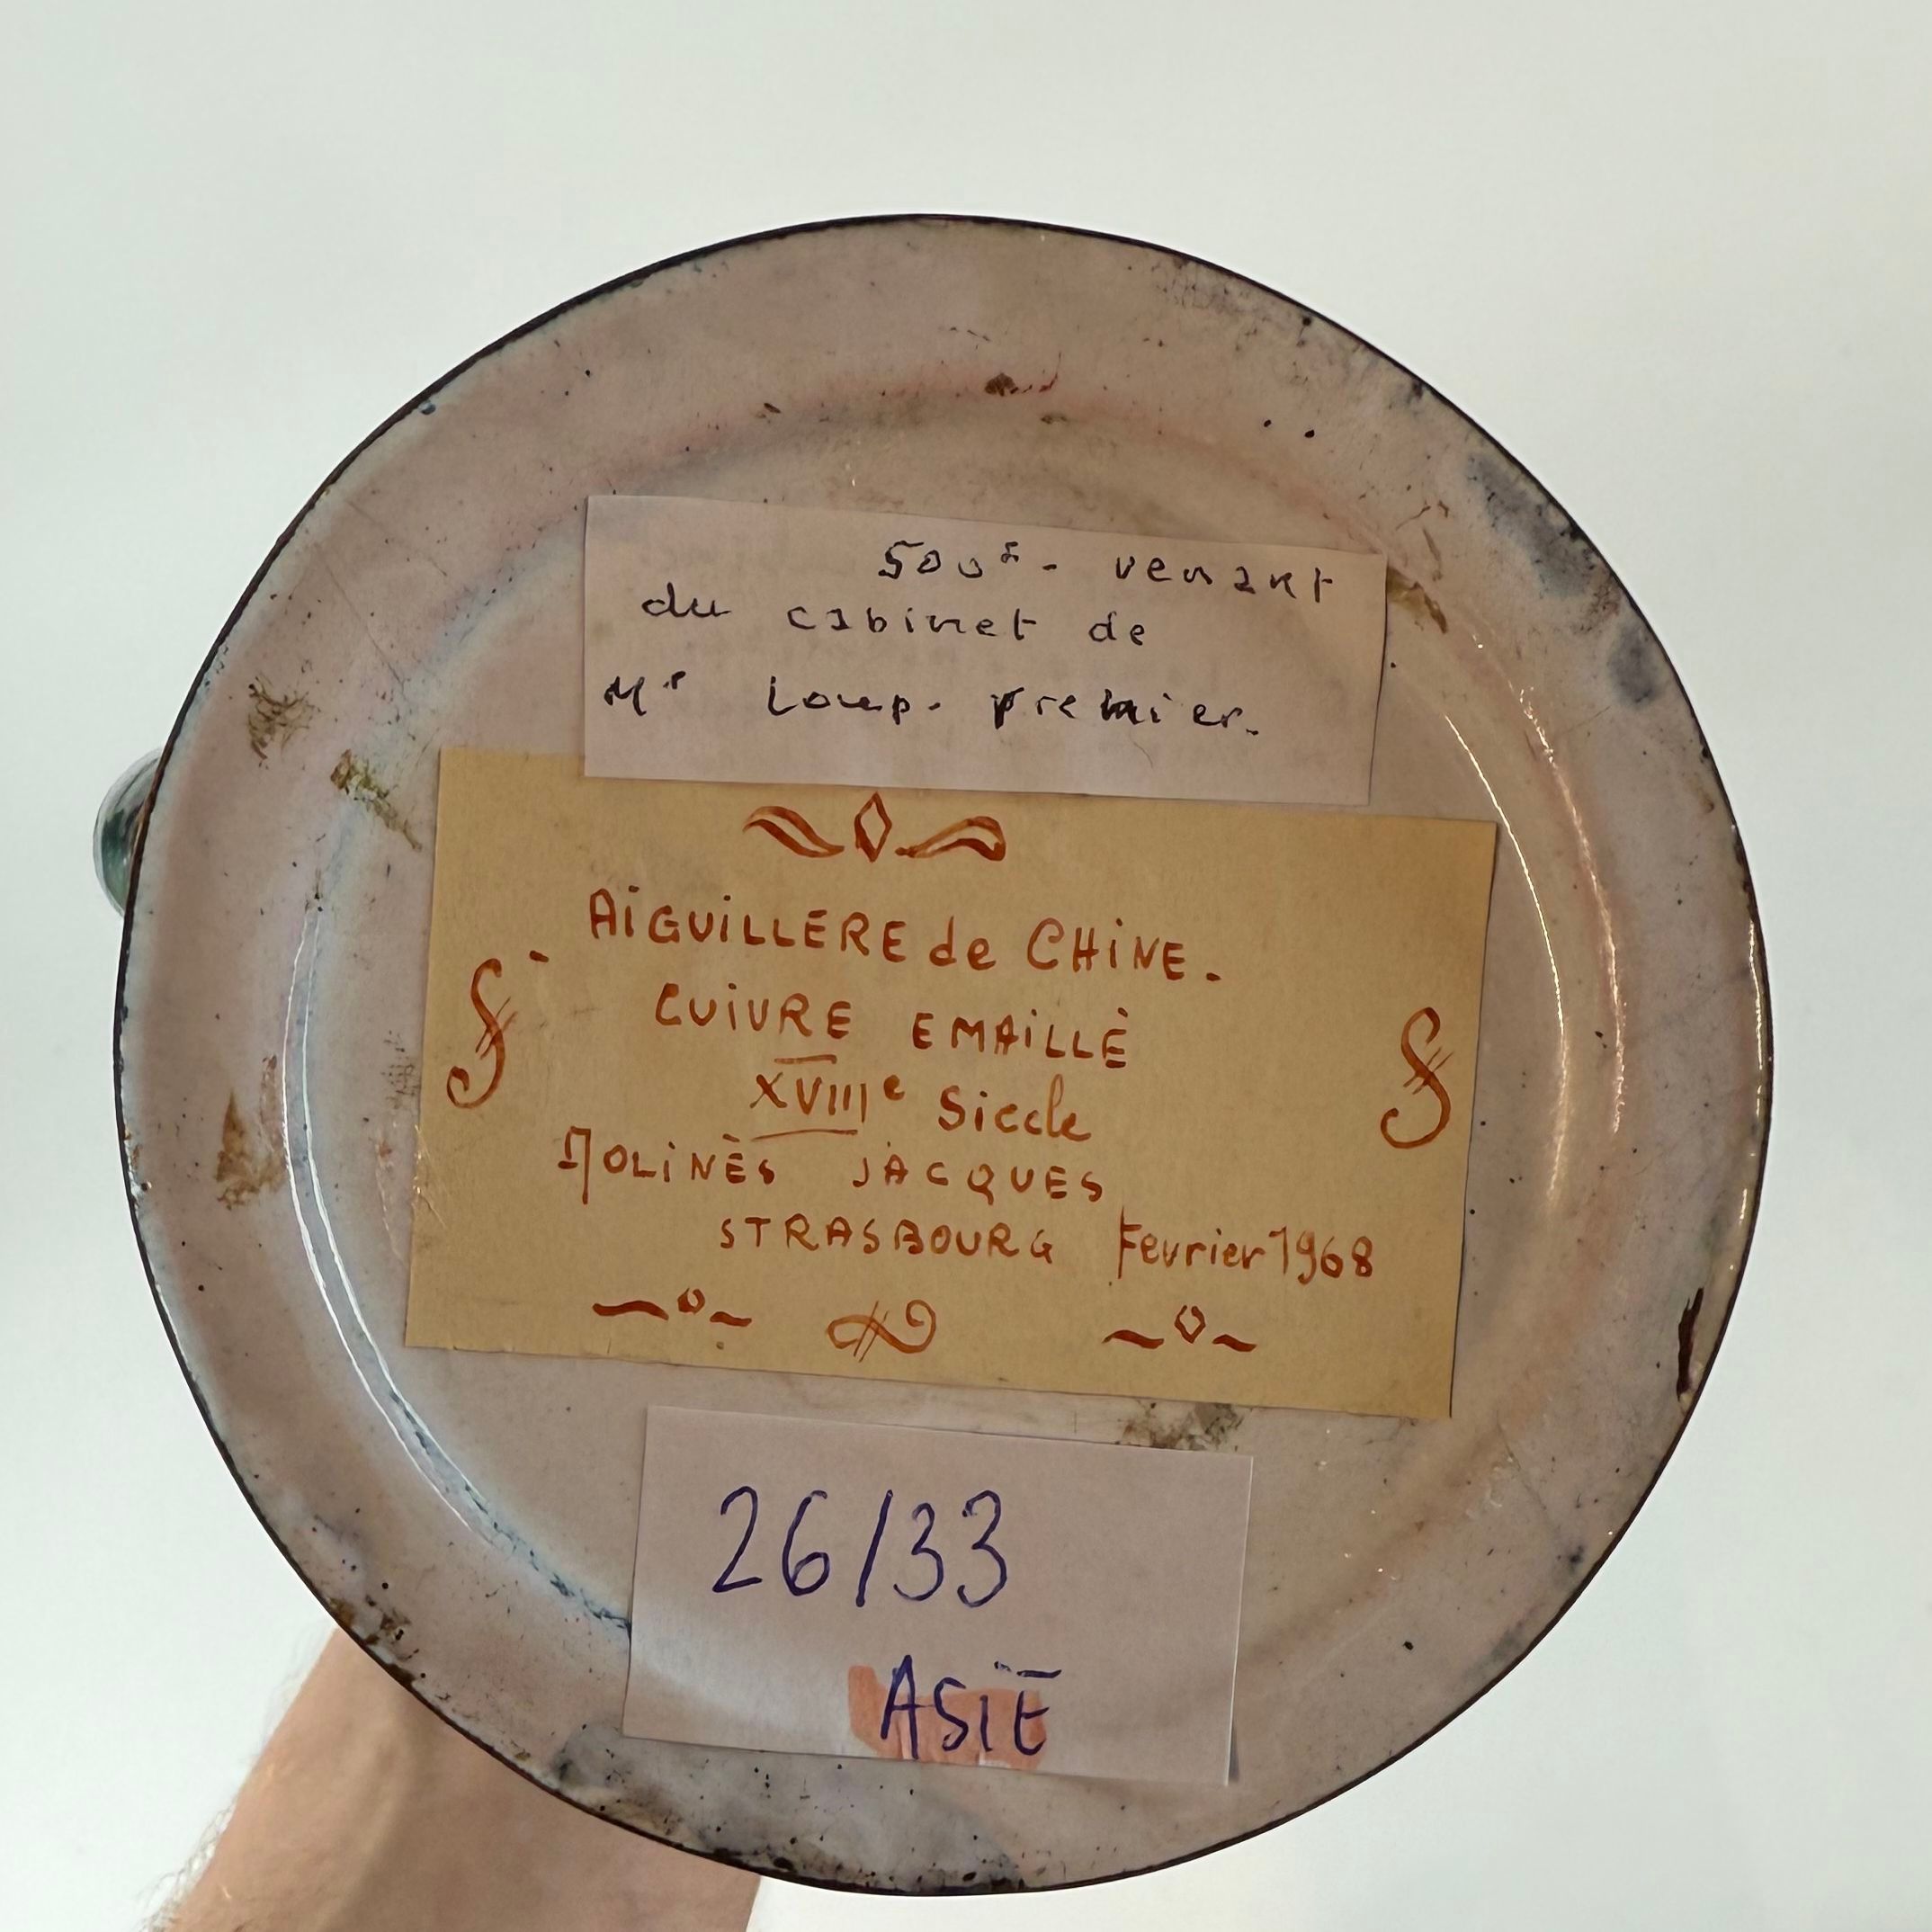 500F - venant
du cabinet de
Mr Loup. premier.
AiGUiLLERE de CHiNE.
CUiVRE EMAiLLÈ
XVIIIe Siecle
MOLiNÈS JACQUES
STRASBOURG Fevrier 1968
26/33
ASiE